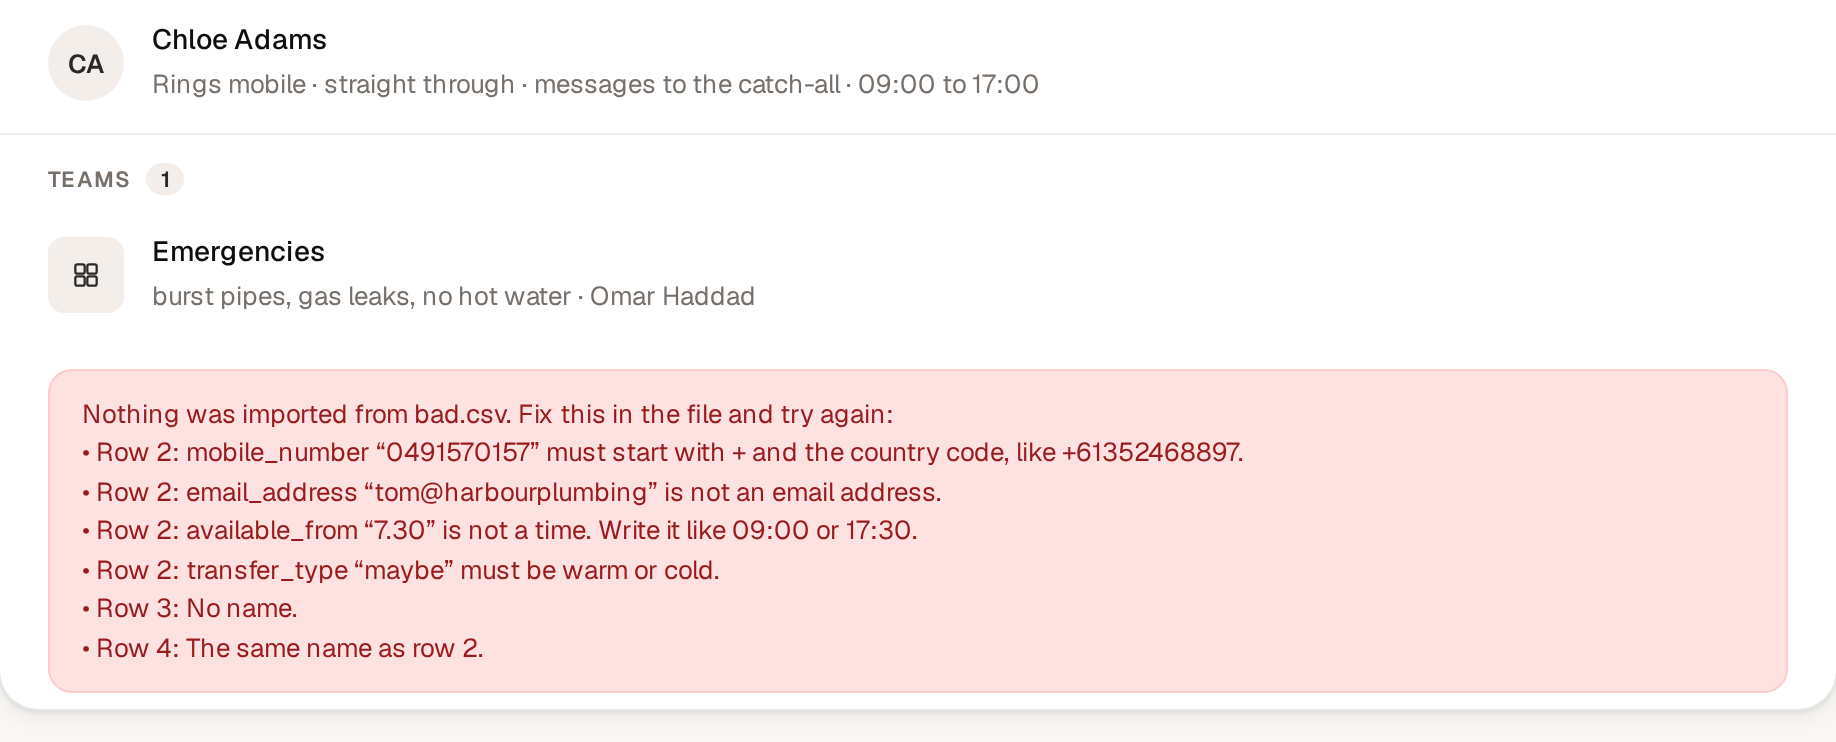 CA
Chloe Adams
Rings mobile · straight through · messages to the catch-all · 09:00 to 17:00
TEAMS 1
Emergencies
burst pipes, gas leaks, no hot water · Omar Haddad
Nothing was imported from bad.csv. Fix this in the file and try again:
• Row 2: mobile_number “0491570157” must start with + and the country code, like +61352468897.
• Row 2: email_address “tom@harbourplumbing” is not an email address.
• Row 2: available_from “7.30” is not a time. Write it like 09:00 or 17:30.
• Row 2: transfer_type “maybe” must be warm or cold.
• Row 3: No name.
• Row 4: The same name as row 2.